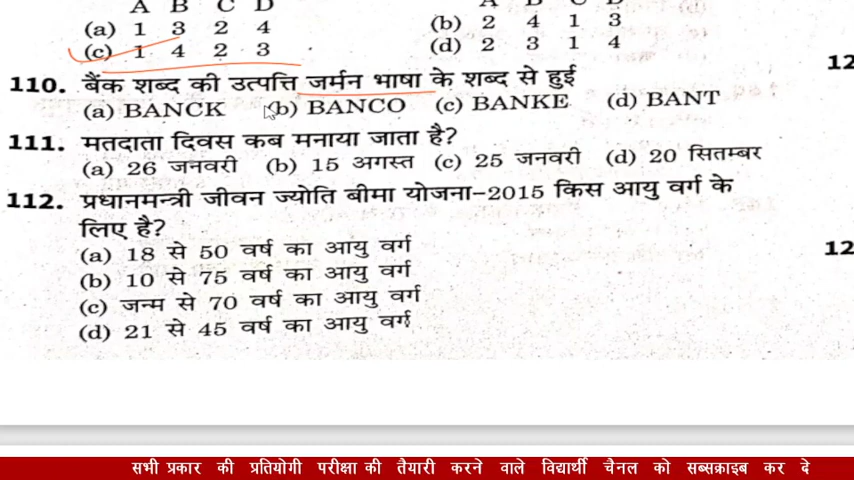 A B C D
(a) 1 3 2 4
(b) 2 4 1 3
(c) 1 4 2 3
(d) 2 3 1 4
110. बैंक शब्द की उत्पत्ति जर्मन भाषा के शब्द से हुई
(a) BANCK (b) BANCO (c) BANKE (d) BANT
111. मतदाता दिवस कब मनाया जाता है?
(a) 26 जनवरी (b) 15 अगस्त (c) 25 जनवरी (d) 20 सितम्बर
112. प्रधानमन्त्री जीवन ज्योति बीमा योजना-2015 किस आयु वर्ग के
लिए है?
(a) 18 से 50 वर्ष का आयु वर्ग
(b) 10 से 75 वर्ष का आयु वर्ग
(c) जन्म से 70 वर्ष का आयु वर्ग
(d) 21 से 45 वर्ष का आयु वर्ग
12
12
सभी प्रकार की प्रतियोगी परीक्षा की तैयारी करने वाले विद्यार्थी चैनल को सब्सक्राइब कर दे